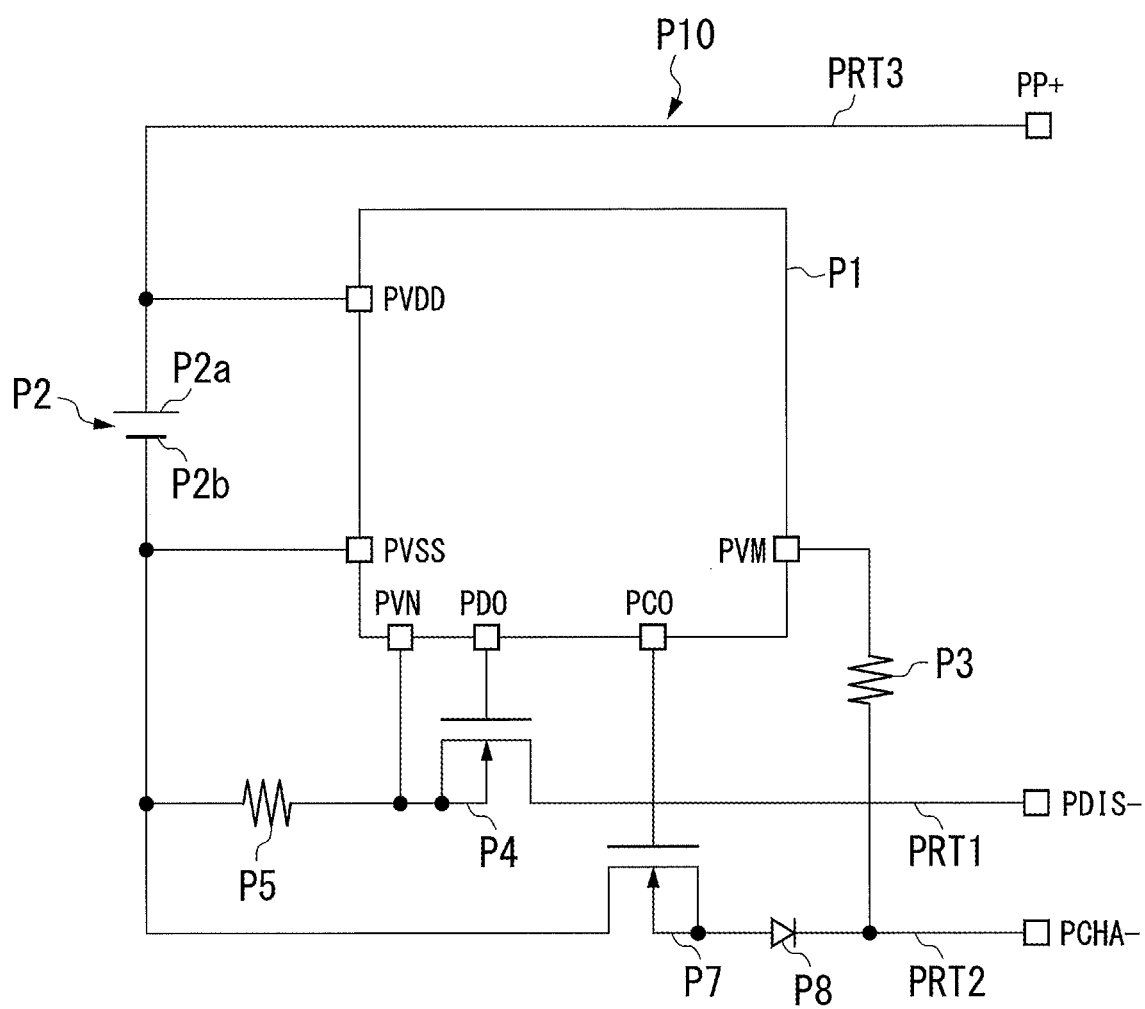 P10
PRT3
PP+
P1
PVDD
P2a
P2
P2b
PVSS
PVM
PVN
PDO
PCO
P3
PDIS-
P4
PRT1
P5
PCHA-
P7
P8
PRT2